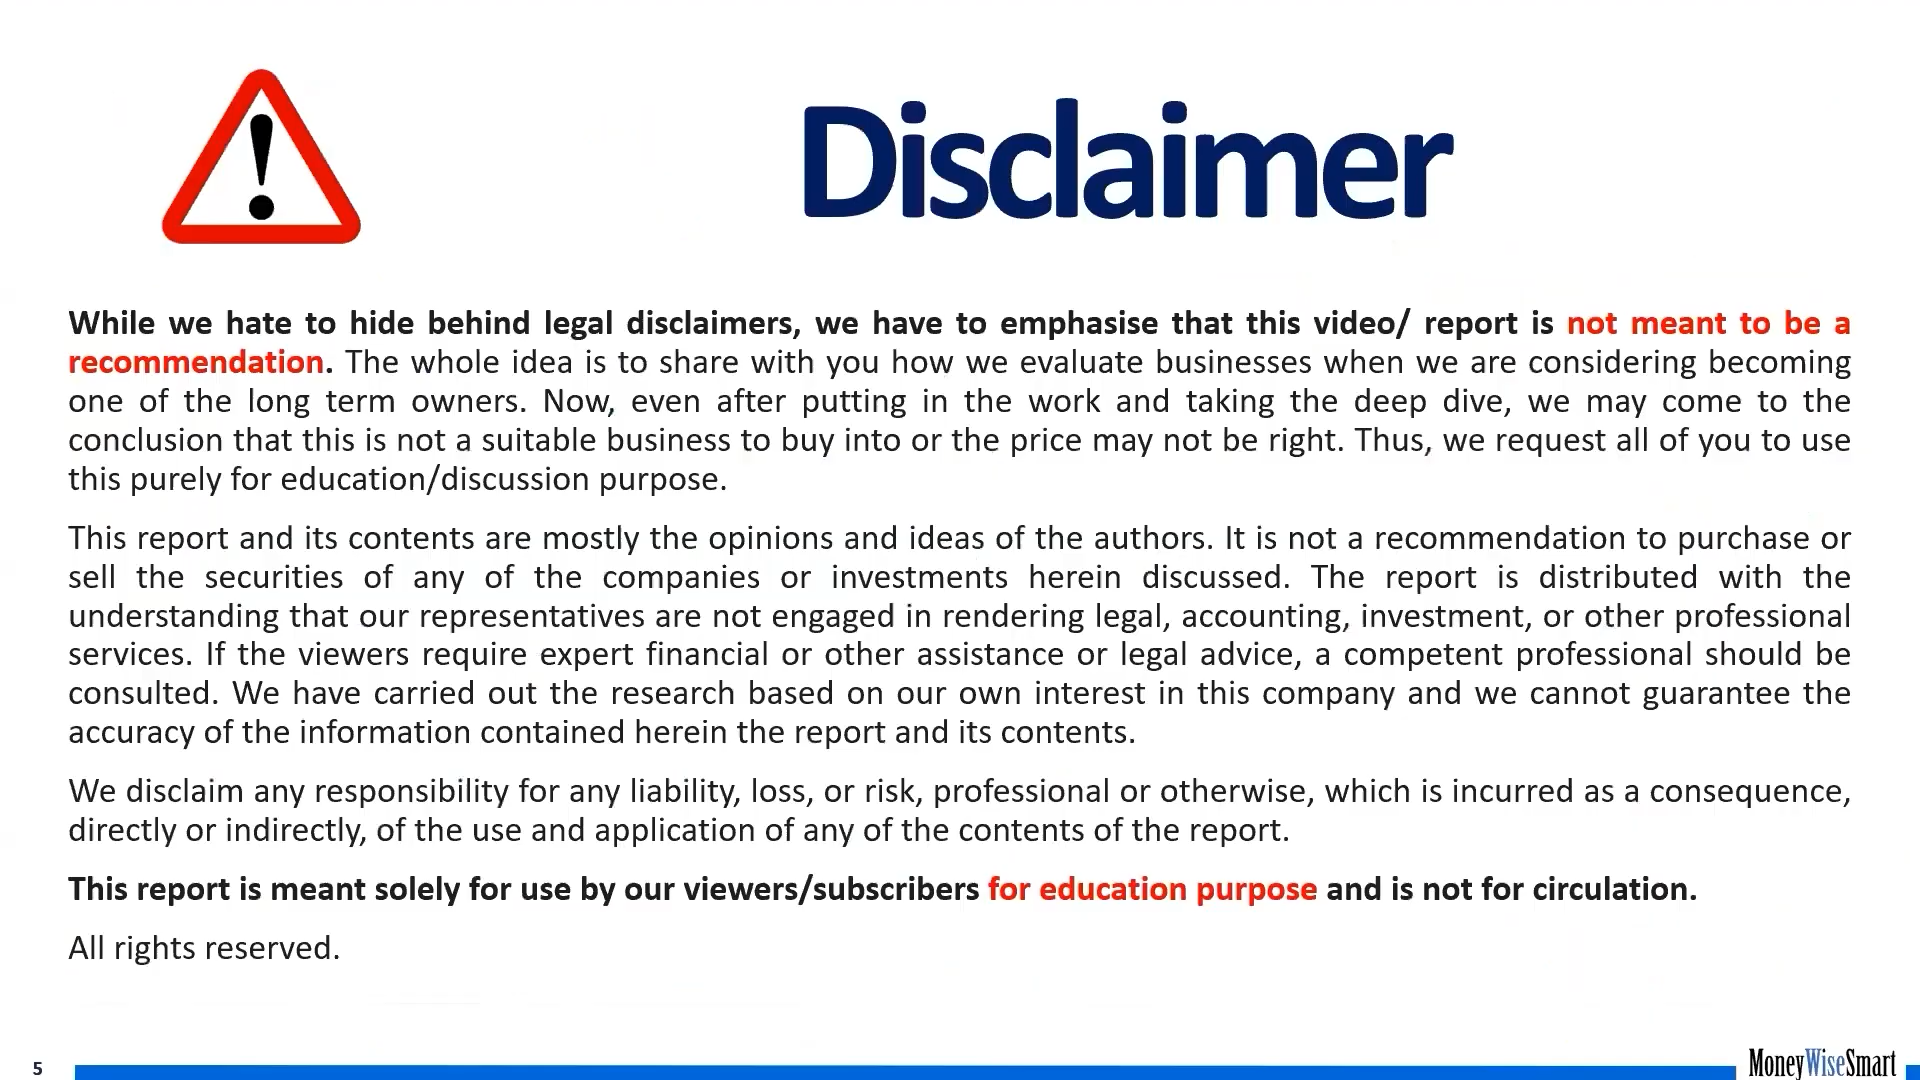 Disclaimer
While we hate to hide behind legal disclaimers, we have to emphasise that this video/ report is not meant to be a
recommendation. The whole idea is to share with you how we evaluate businesses when we are considering becoming
one of the long term owners. Now, even after putting in the work and taking the deep dive, we may come to the
conclusion that this is not a suitable business to buy into or the price may not be right. Thus, we request all of you to use
this purely for education/discussion purpose.
This report and its contents are mostly the opinions and ideas of the authors. It is not a recommendation to purchase or
sell the securities of any of the companies or investments herein discussed. The report is distributed with the
understanding that our representatives are not engaged in rendering legal, accounting, investment, or other professional
services. If the viewers require expert financial or other assistance or legal advice, a competent professional should be
consulted. We have carried out the research based on our own interest in this company and we cannot guarantee the
accuracy of the information contained herein the report and its contents.
We disclaim any responsibility for any liability, loss, or risk, professional or otherwise, which is incurred as a consequence,
directly or indirectly, of the use and application of any of the contents of the report.
This report is meant solely for use by our viewers/subscribers for education purpose and is not for circulation.
All rights reserved.
5
MoneyWiseSmart